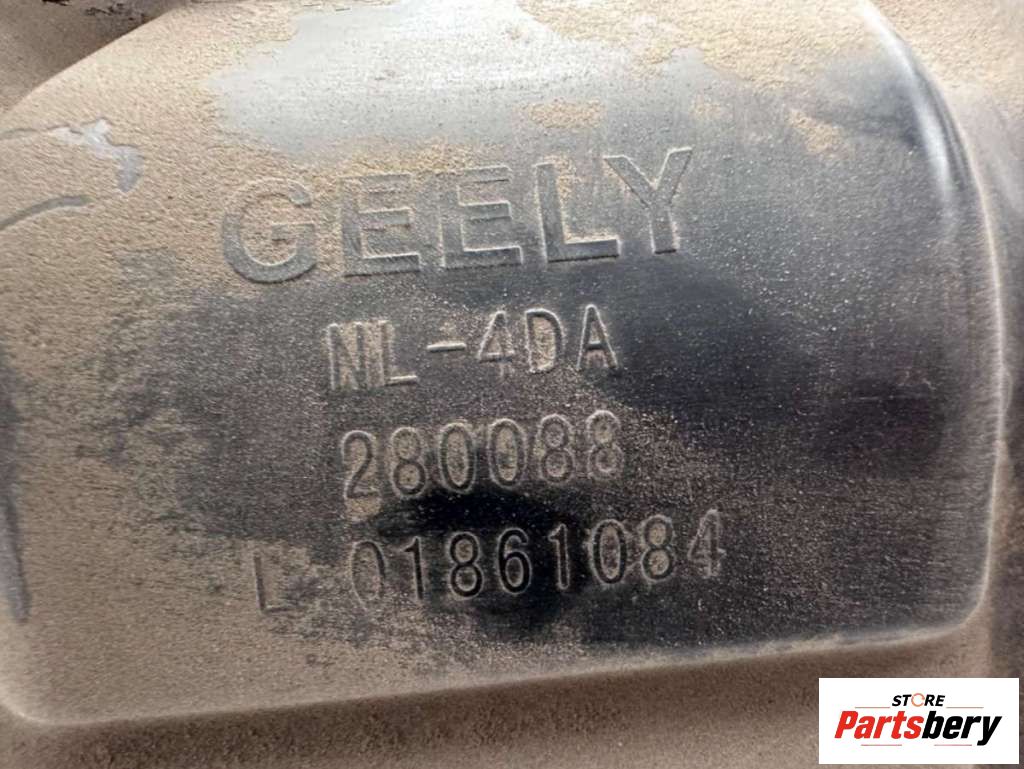 GEELY
NL-4DA
280088
L 01861084
STORE
Partsbery